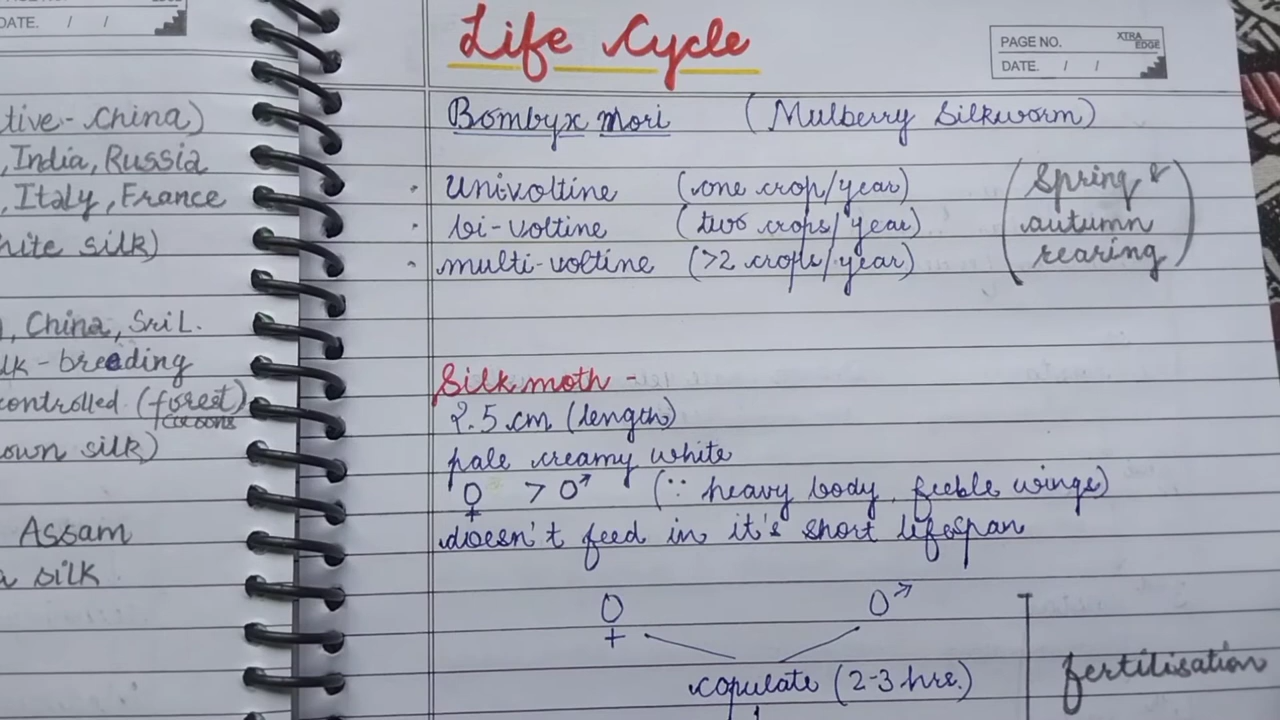 DATE. / /
tive - China)
, India, Russia
, Italy, France
hite silk)
, China, Sri L.
lk - breeding
controlled (forest)
cocoons
own silk)
Assam
a silk
Life Cycle
PAGE NO.
XTRA EDGE
DATE. / /
Bombyx mori (Mulberry Silkworm)
· Univoltine (one crop/year)
· bi-voltine (two crops/year)
· multi-voltine (>2 crops/year)
(Spring &
autumn
rearing)
Silkmoth -
2.5 cm (length)
pale creamy white
♀ > ♂ (∵ heavy body, feeble wings)
doesn't feed in it's short lifespan
♀ ♂
copulate (2-3 hrs.)
fertilisation